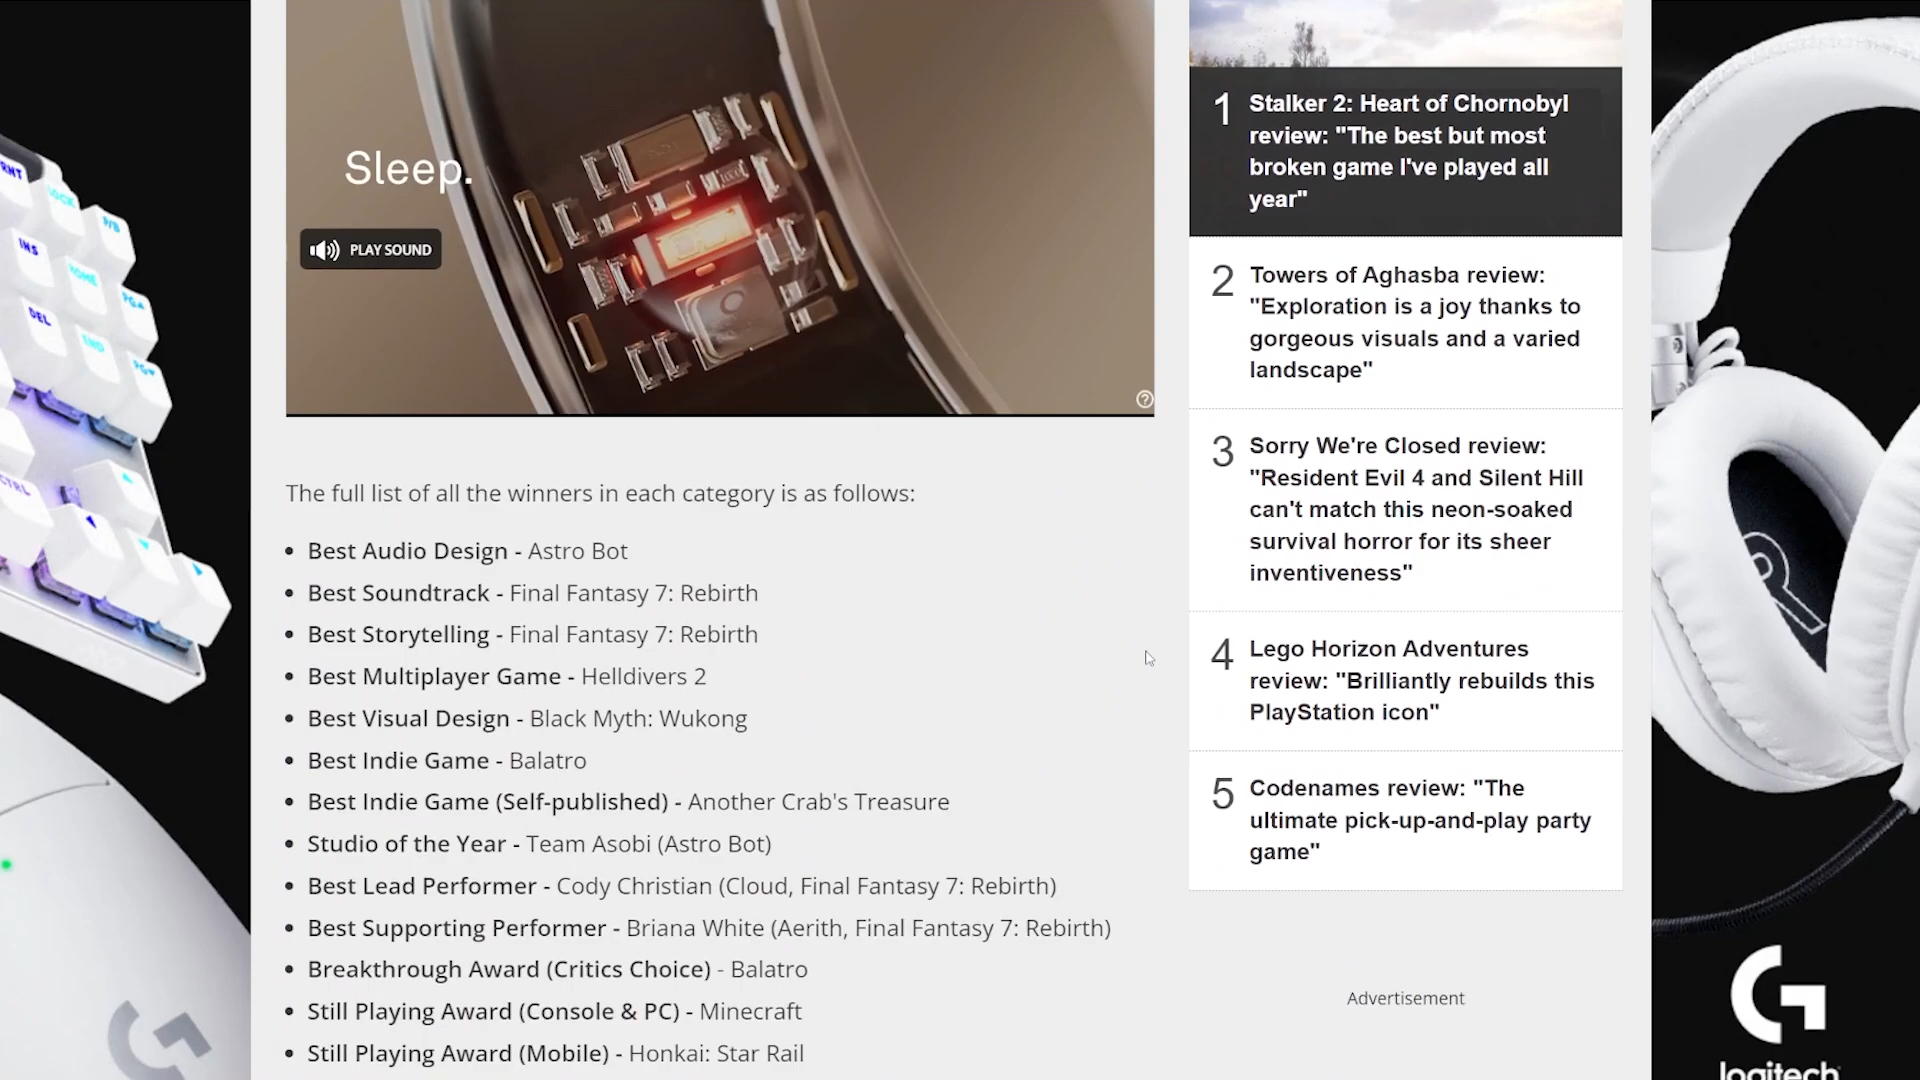 Sleep.
PLAY SOUND
The full list of all the winners in each category is as follows:
• Best Audio Design - Astro Bot
• Best Soundtrack - Final Fantasy 7: Rebirth
• Best Storytelling - Final Fantasy 7: Rebirth
• Best Multiplayer Game - Helldivers 2
• Best Visual Design - Black Myth: Wukong
• Best Indie Game - Balatro
• Best Indie Game (Self-published) - Another Crab's Treasure
• Studio of the Year - Team Asobi (Astro Bot)
• Best Lead Performer - Cody Christian (Cloud, Final Fantasy 7: Rebirth)
• Best Supporting Performer - Briana White (Aerith, Final Fantasy 7: Rebirth)
• Breakthrough Award (Critics Choice) - Balatro
• Still Playing Award (Console & PC) - Minecraft
• Still Playing Award (Mobile) - Honkai: Star Rail
1 Stalker 2: Heart of Chornobyl
review: "The best but most
broken game I've played all
year"
2 Towers of Aghasba review:
"Exploration is a joy thanks to
gorgeous visuals and a varied
landscape"
3 Sorry We're Closed review:
"Resident Evil 4 and Silent Hill
can't match this neon-soaked
survival horror for its sheer
inventiveness"
4 Lego Horizon Adventures
review: "Brilliantly rebuilds this
PlayStation icon"
5 Codenames review: "The
ultimate pick-up-and-play party
game"
Advertisement
LOCK
INS
HOME
DEL
END
logitech